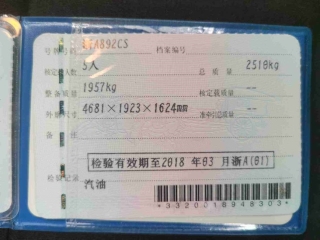 号牌号码 档案编号
核定载人数 5人 总质量 2510kg
整备质量 1957kg 核定载质量 --
外廓尺寸 4681×1923×1624mm 准牵引总质量 --
备注
检验有效期至2018年03月浙A(01)
检验记录
汽油
*3320018948303*